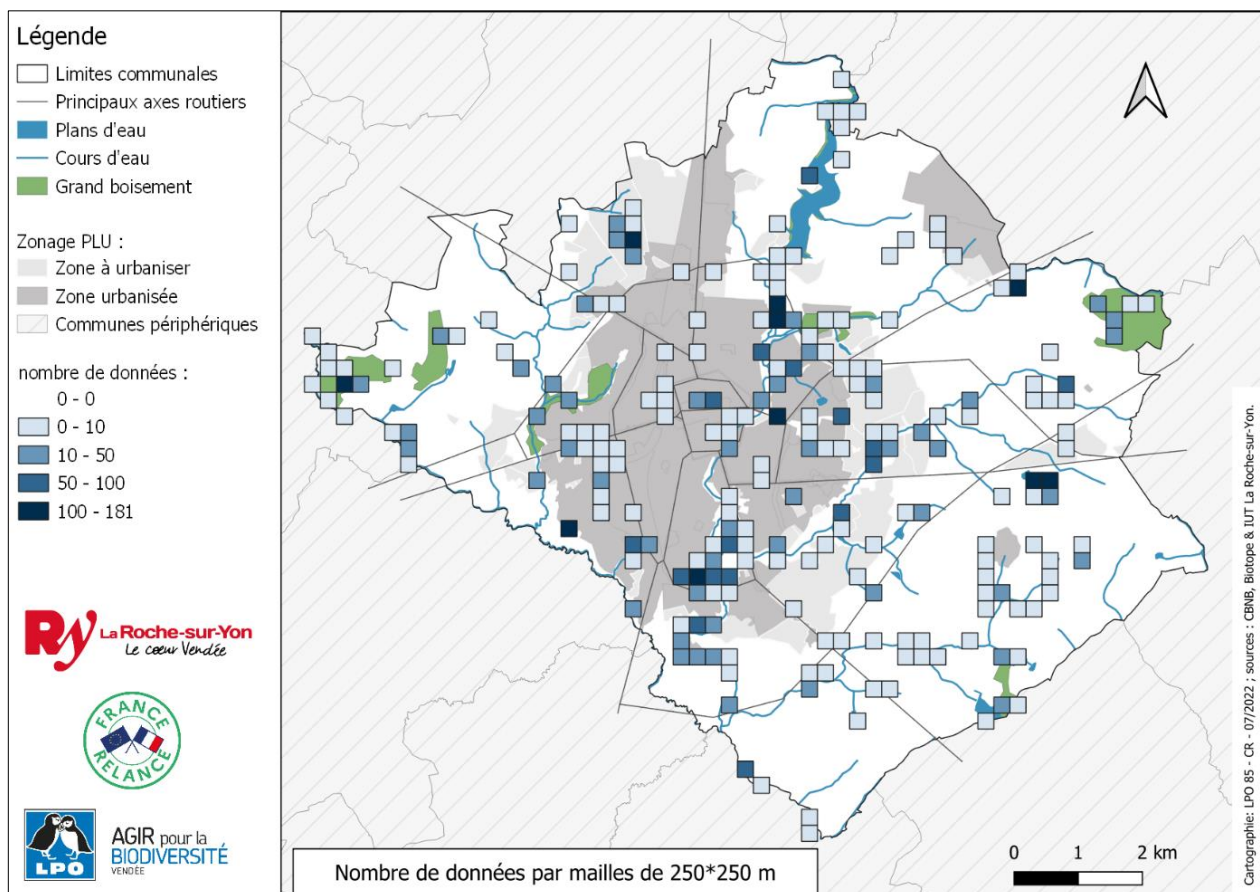 Légende
Limites communales
Principaux axes routiers
Plans d'eau
Cours d'eau
Grand boisement
Zonage PLU :
Zone à urbaniser
Zone urbanisée
Communes périphériques
nombre de données :
0 - 0
0 - 10
10 - 50
50 - 100
100 - 181
Ry La Roche-sur-Yon
Le cœur Vendée
FRANCE
RELANCE
LPO
AGIR pour la
BIODIVERSITÉ
VENDÉE
Nombre de données par mailles de 250*250 m
0 1 2 km
Cartographie: LPO 85 - CR - 07/2022 ; sources : CBNB, Biotope & IUT La Roche-sur-Yon.